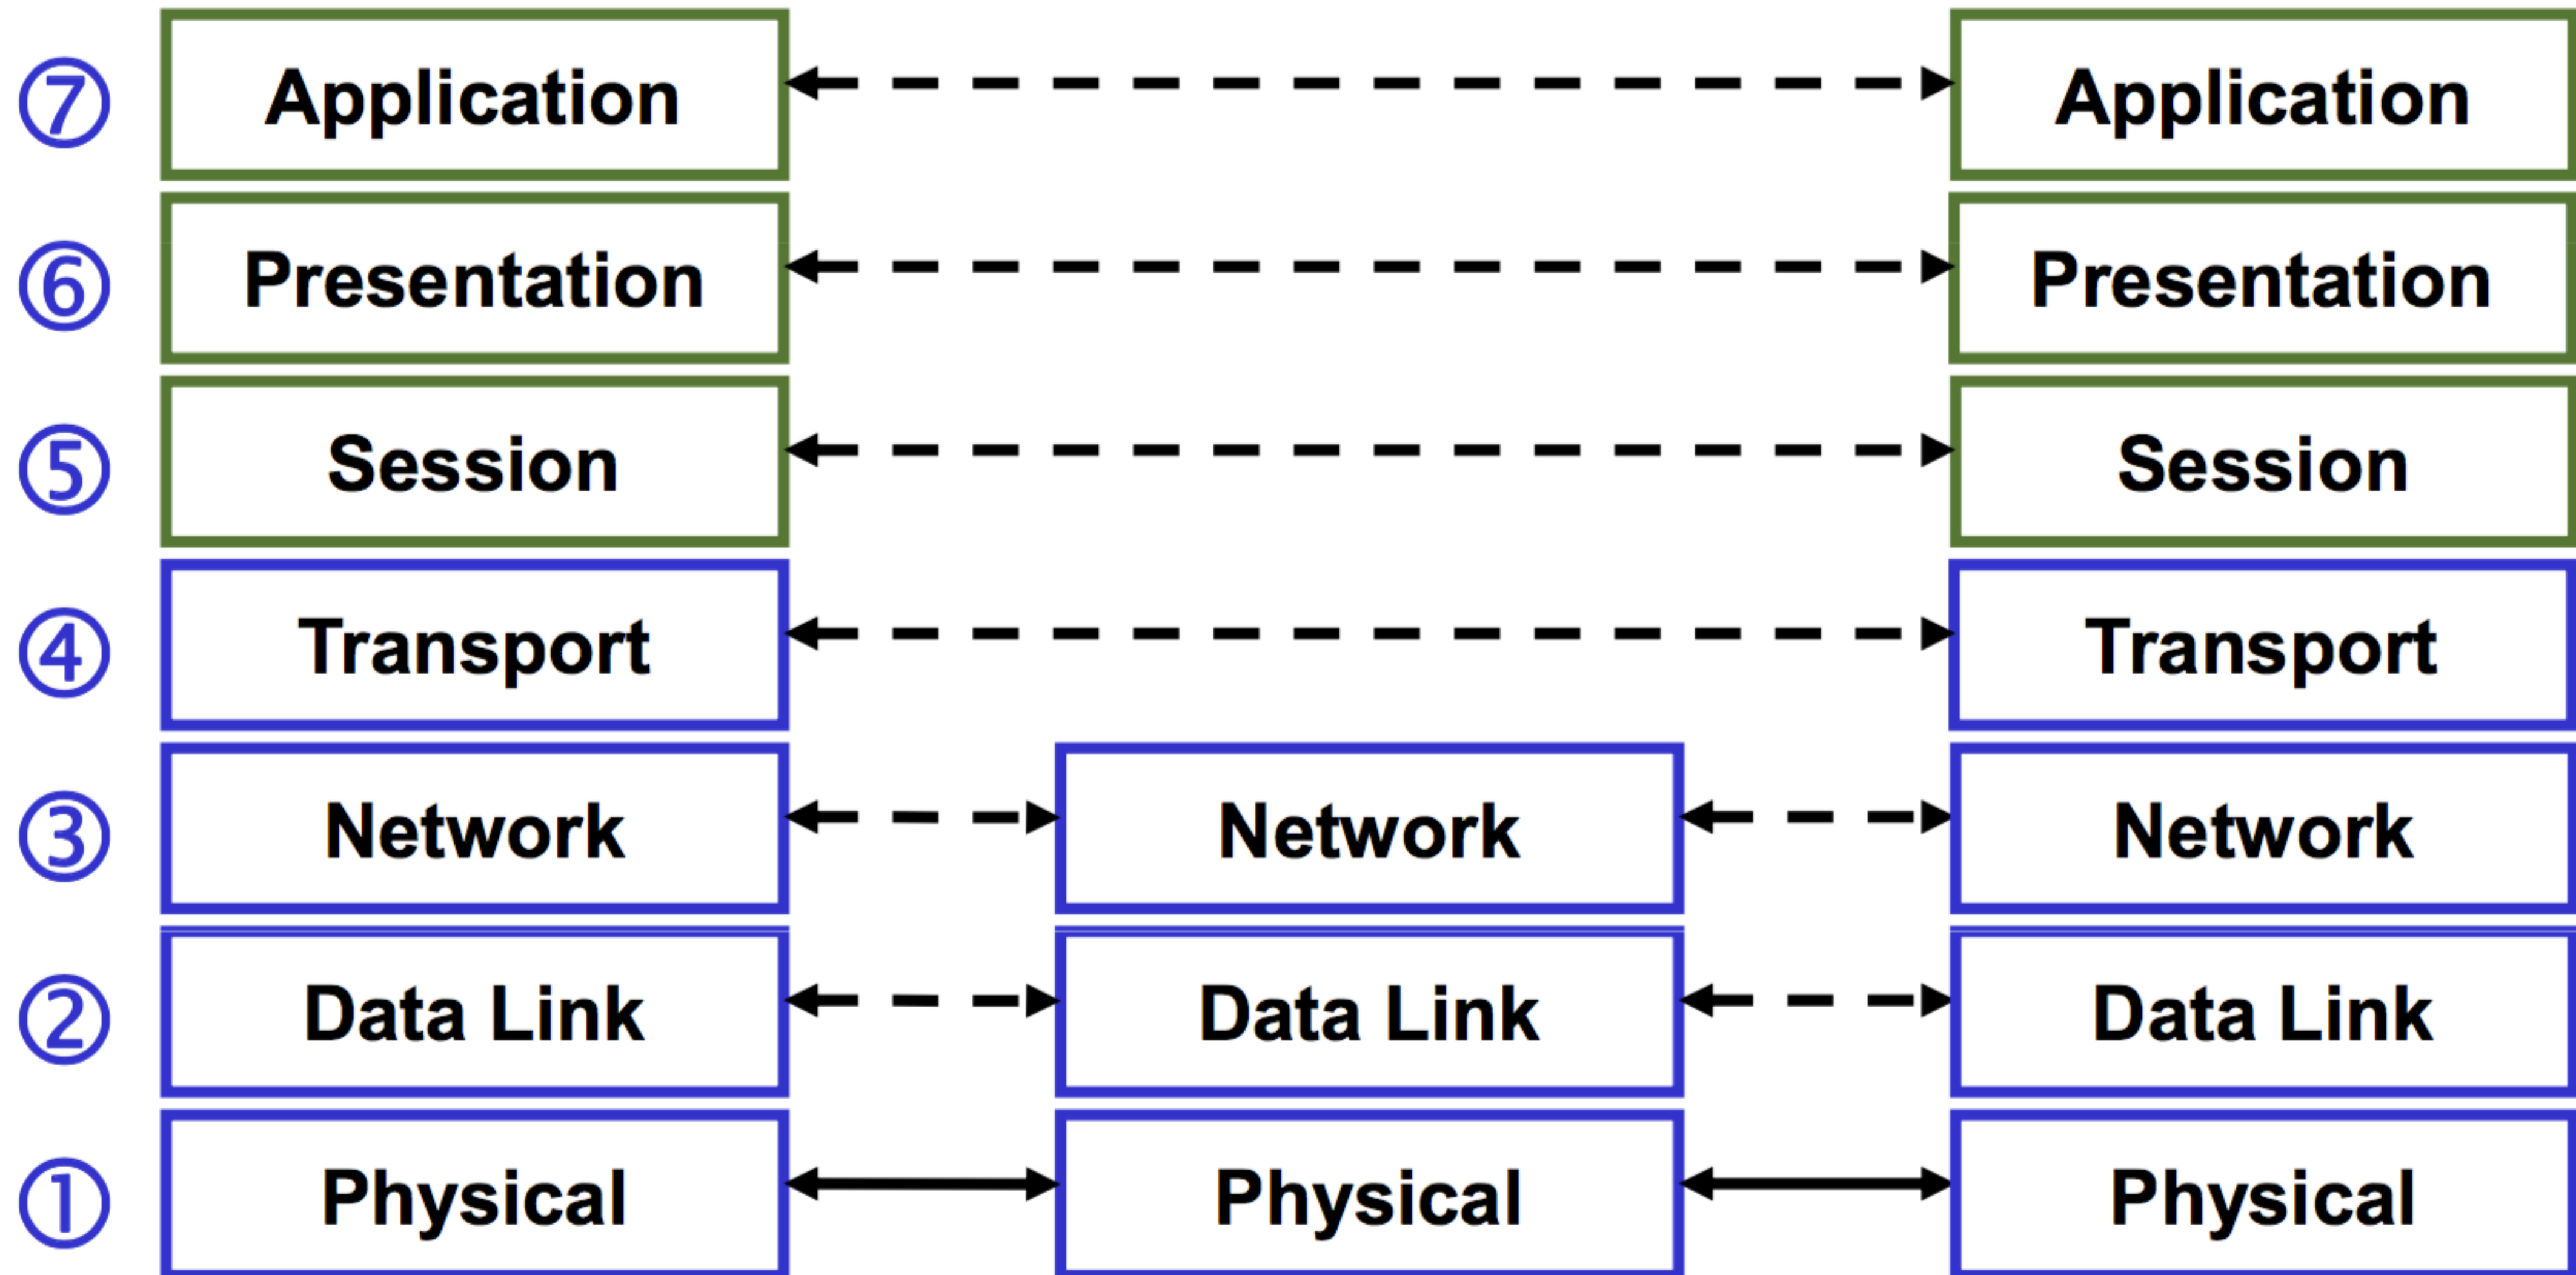 ⑦ Application Application
⑥ Presentation Presentation
⑤ Session Session
④ Transport Transport
③ Network Network Network
② Data Link Data Link Data Link
① Physical Physical Physical